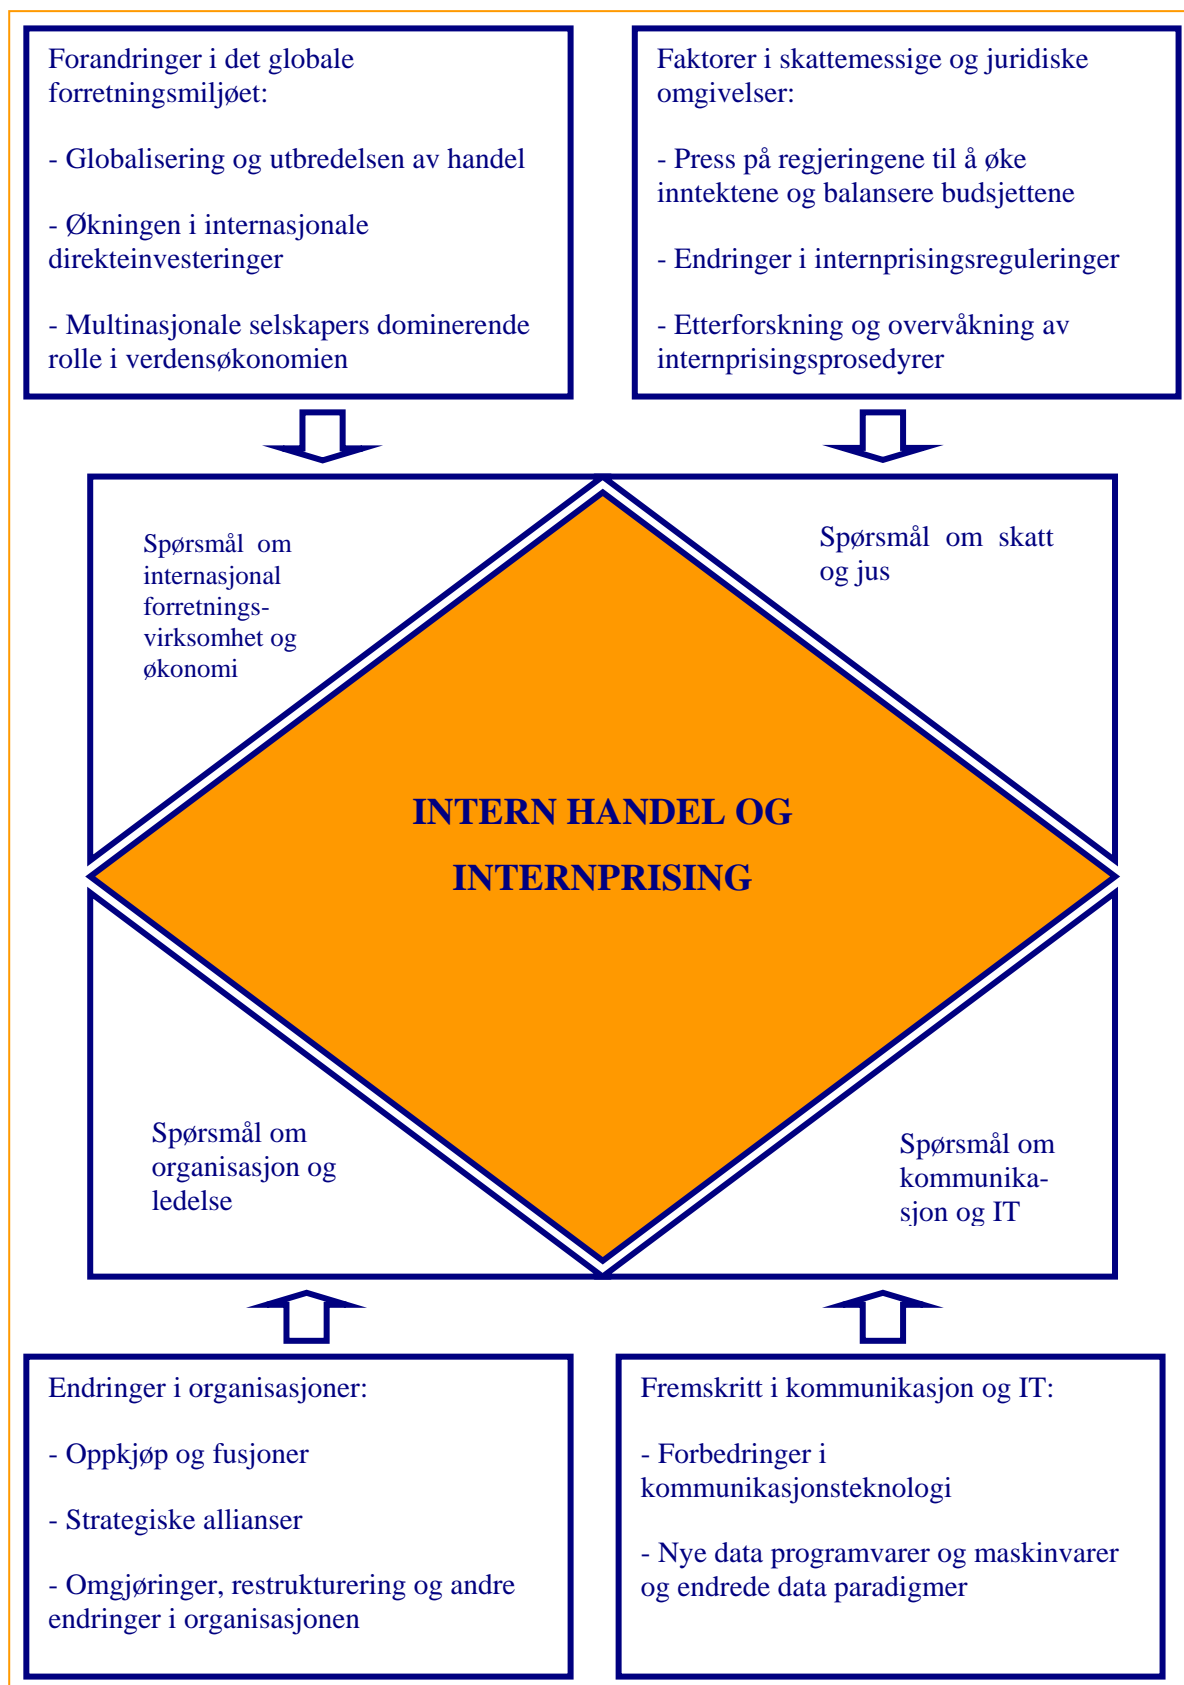 Forandringer i det globale
forretningsmiljøet:
- Globalisering og utbredelsen av handel
- Økningen i internasjonale
direkteinvesteringer
- Multinasjonale selskapers dominerende
rolle i verdensøkonomien
Faktorer i skattemessige og juridiske
omgivelser:
- Press på regjeringene til å øke
inntektene og balansere budsjettene
- Endringer i internprisingsreguleringer
- Etterforskning og overvåkning av
internprisingsprosedyrer
Spørsmål om
internasjonal
forretnings-
virksomhet og
økonomi
Spørsmål om skatt
og jus
INTERN HANDEL OG
INTERNPRISING
Spørsmål om
organisasjon og
ledelse
Spørsmål om
kommunika-
sjon og IT
Endringer i organisasjoner:
- Oppkjøp og fusjoner
- Strategiske allianser
- Omgjøringer, restrukturering og andre
endringer i organisasjonen
Fremskritt i kommunikasjon og IT:
- Forbedringer i
kommunikasjonsteknologi
- Nye data programvarer og maskinvarer
og endrede data paradigmer